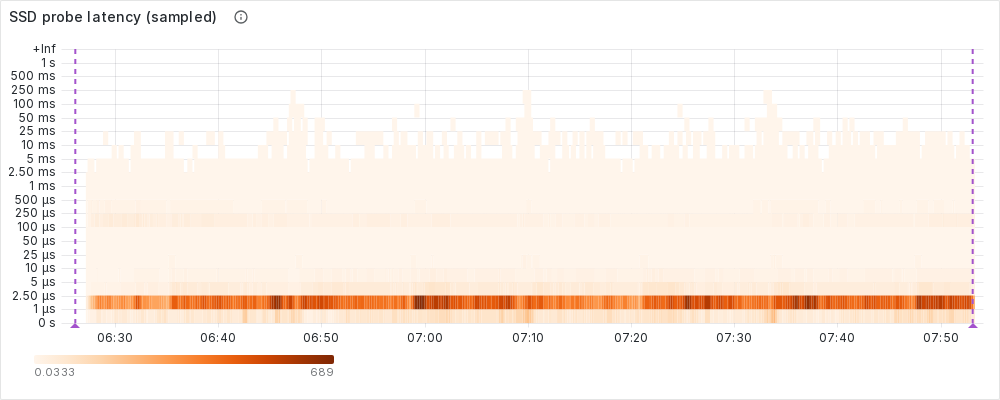 SSD probe latency (sampled)
+Inf
1 s
500 ms
250 ms
100 ms
50 ms
25 ms
10 ms
5 ms
2.50 ms
1 ms
500 µs
250 µs
100 µs
50 µs
25 µs
10 µs
5 µs
2.50 µs
1 µs
0 s
06:30 06:40 06:50 07:00 07:10 07:20 07:30 07:40 07:50
0.0333 689